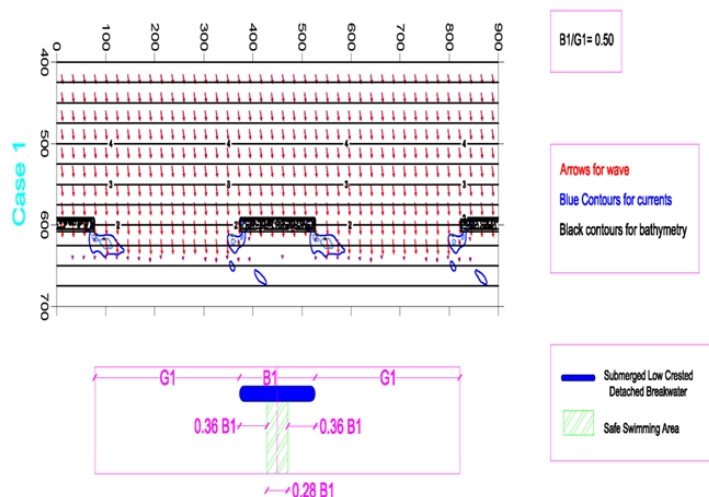 0 100 200 300 400 500 600 700 800 900
B1/G1= 0.50
400
500
600
700
Case 1
4 4 4 4
3 3 3 3
2 2 2
Arrows for wave
Blue Contours for currents
Black contours for bathymetry
G1 B1 G1
0.36 B1 0.36 B1
0.28 B1
Submerged Low Crested
Detached Breakwater
Safe Swimming Area